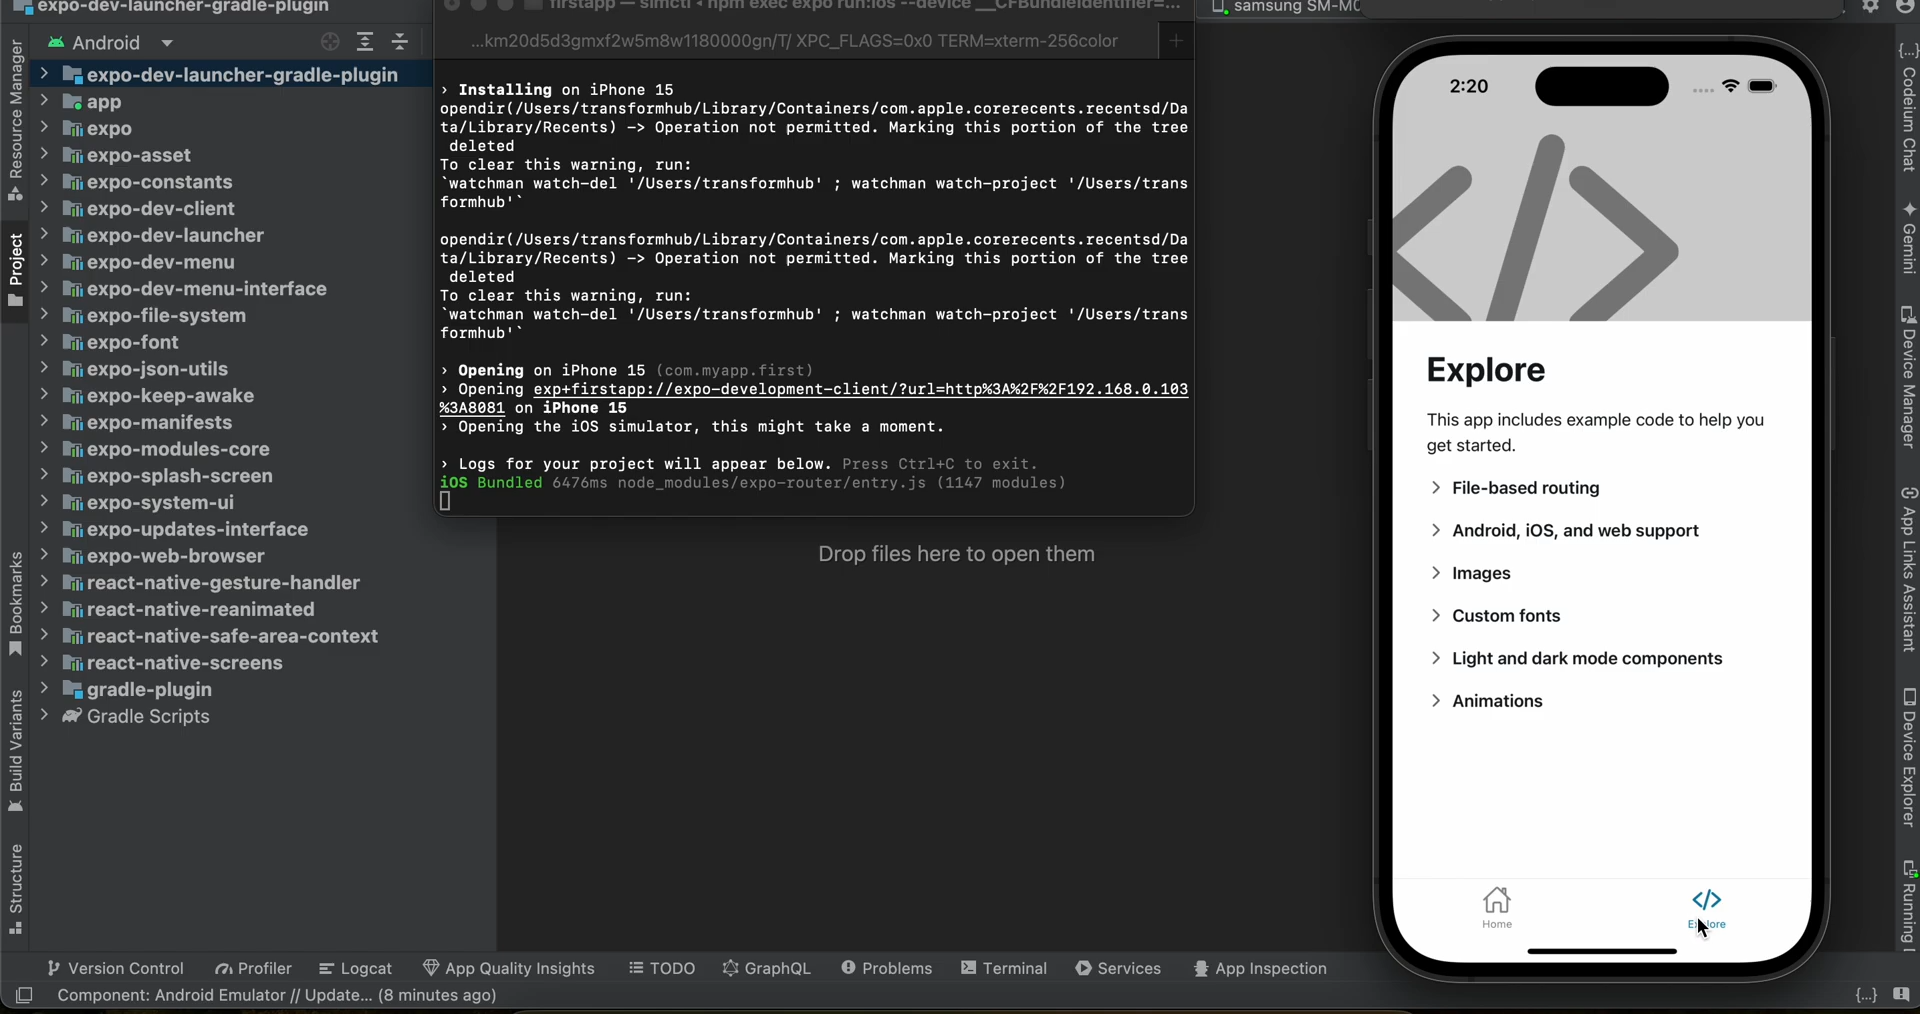 expo-dev-launcher-gradle-plugin
Android
Resource Manager
Project
Bookmarks
Build Variants
Structure
expo-dev-launcher-gradle-plugin
app
expo
expo-asset
expo-constants
expo-dev-client
expo-dev-launcher
expo-dev-menu
expo-dev-menu-interface
expo-file-system
expo-font
expo-json-utils
expo-keep-awake
expo-manifests
expo-modules-core
expo-splash-screen
expo-system-ui
expo-updates-interface
expo-web-browser
react-native-gesture-handler
react-native-reanimated
react-native-safe-area-context
react-native-screens
gradle-plugin
Gradle Scripts
firstapp — simctl ◂ npm exec expo run:ios --device __CFBundleIdentifier=...
...km20d5d3gmxf2w5m8w1180000gn/T/ XPC_FLAGS=0x0 TERM=xterm-256color
+
› Installing on iPhone 15
opendir(/Users/transformhub/Library/Containers/com.apple.corerecents.recentsd/Da
ta/Library/Recents) -> Operation not permitted. Marking this portion of the tree
deleted
To clear this warning, run:
`watchman watch-del '/Users/transformhub' ; watchman watch-project '/Users/trans
formhub'`
opendir(/Users/transformhub/Library/Containers/com.apple.corerecents.recentsd/Da
ta/Library/Recents) -> Operation not permitted. Marking this portion of the tree
deleted
To clear this warning, run:
`watchman watch-del '/Users/transformhub' ; watchman watch-project '/Users/trans
formhub'`
› Opening on iPhone 15 (com.myapp.first)
› Opening exp+firstapp://expo-development-client/?url=http%3A%2F%2F192.168.0.103
%3A8081 on iPhone 15
› Opening the iOS simulator, this might take a moment.
› Logs for your project will appear below. Press Ctrl+C to exit.
iOS Bundled 6476ms node_modules/expo-router/entry.js (1147 modules)
Drop files here to open them
samsung SM-M0
2:20
Explore
This app includes example code to help you
get started.
File-based routing
Android, iOS, and web support
Images
Custom fonts
Light and dark mode components
Animations
Home
Explore
{...} Codeium Chat
Gemini
Device Manager
App Links Assistant
Device Explorer
Running
Version Control
Profiler
Logcat
App Quality Insights
TODO
GraphQL
Problems
Terminal
Services
App Inspection
Component: Android Emulator // Update... (8 minutes ago)
{...}